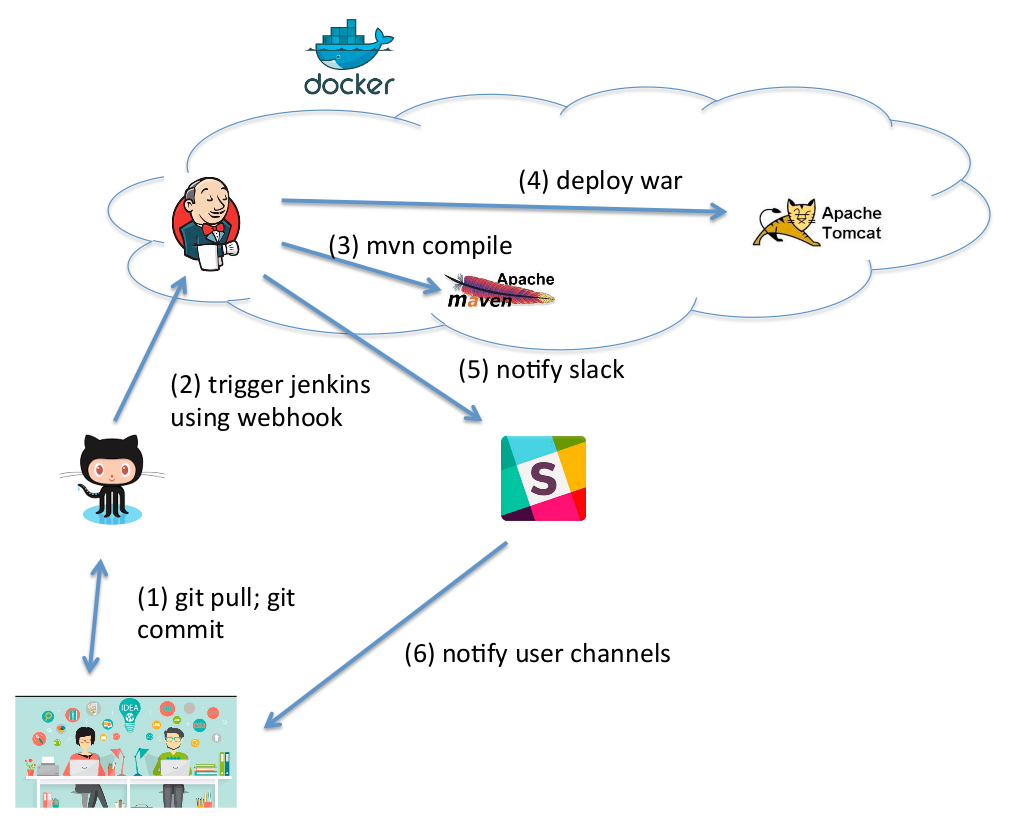 docker
(4) deploy war
Apache
Tomcat
(3) mvn compile
Apache
maven
(5) notify slack
(2) trigger jenkins
using webhook
S
(1) git pull; git
commit
(6) notify user channels
IDEA